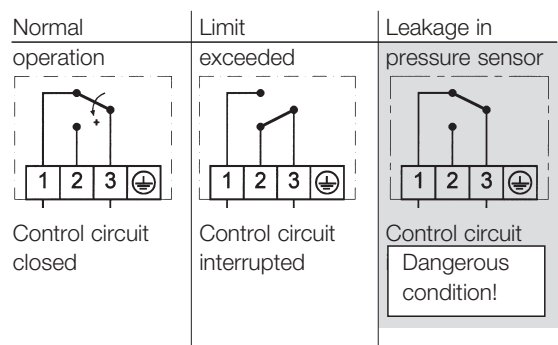 Normal
operation
+
1 2 3
Control circuit
closed
Limit
exceeded
1 2 3
Control circuit
interrupted
Leakage in
pressure sensor
1 2 3
Control circuit
Dangerous
condition!